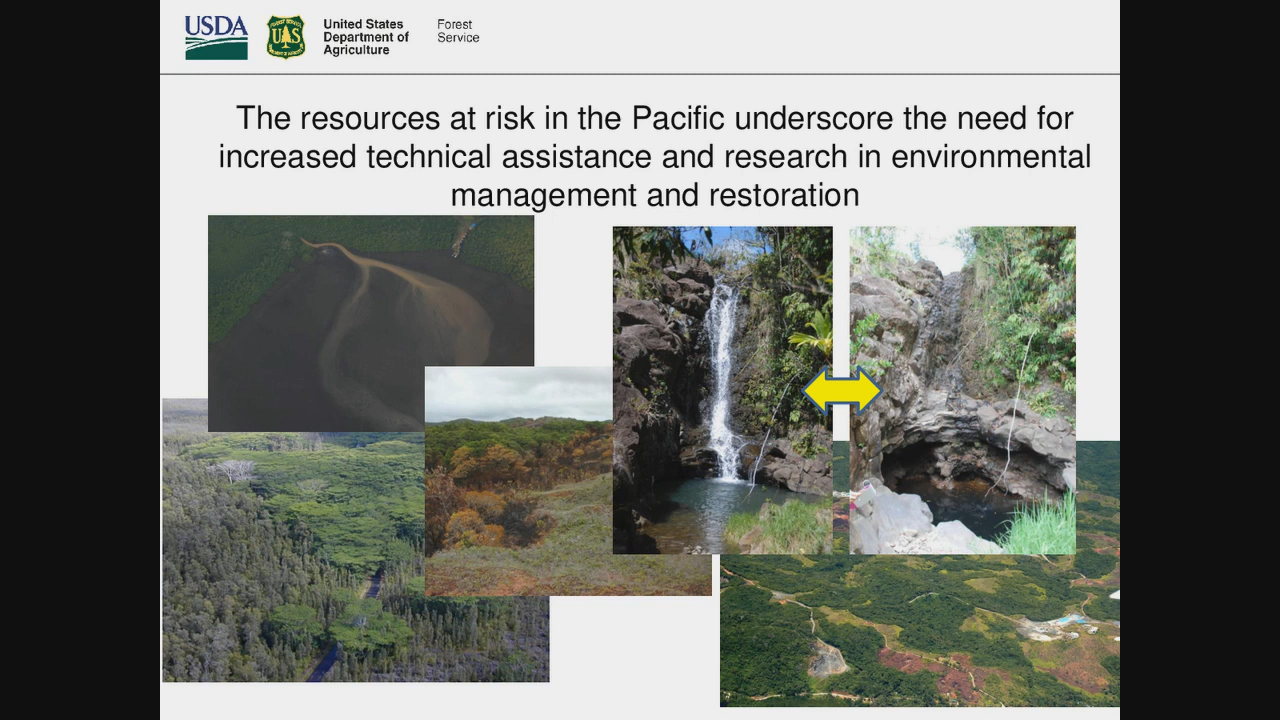 USDA
United States
Department of
Agriculture
Forest
Service
The resources at risk in the Pacific underscore the need for
increased technical assistance and research in environmental
management and restoration